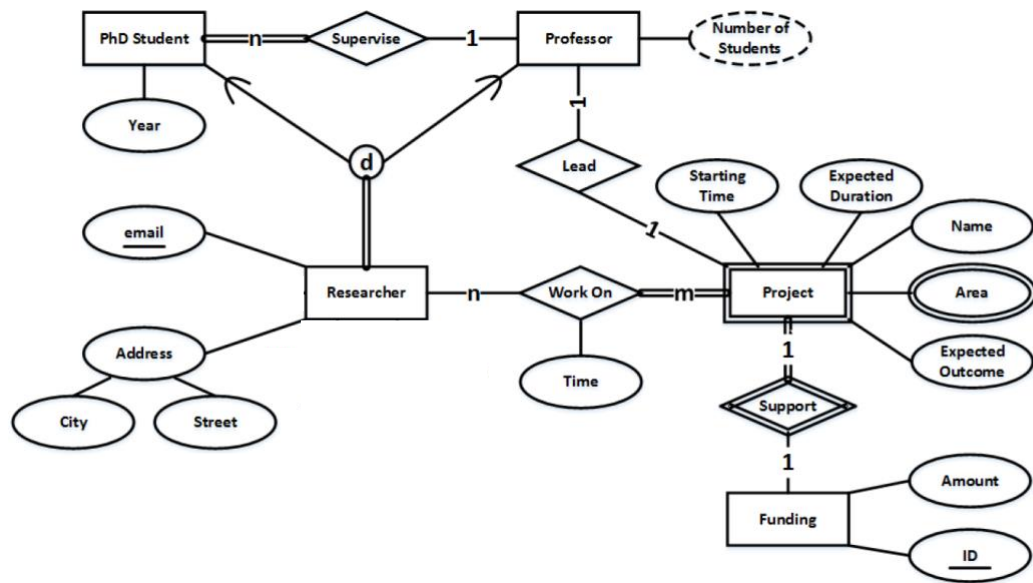 PhD Student
n
Supervise
1
Professor
Number of
Students
Year
1
d
Lead
Starting
Time
Expected
Duration
email
1
Name
Researcher
n
Work On
m
Project
Area
Address
1
Expected
Outcome
Time
City
Street
Support
1
Amount
Funding
ID